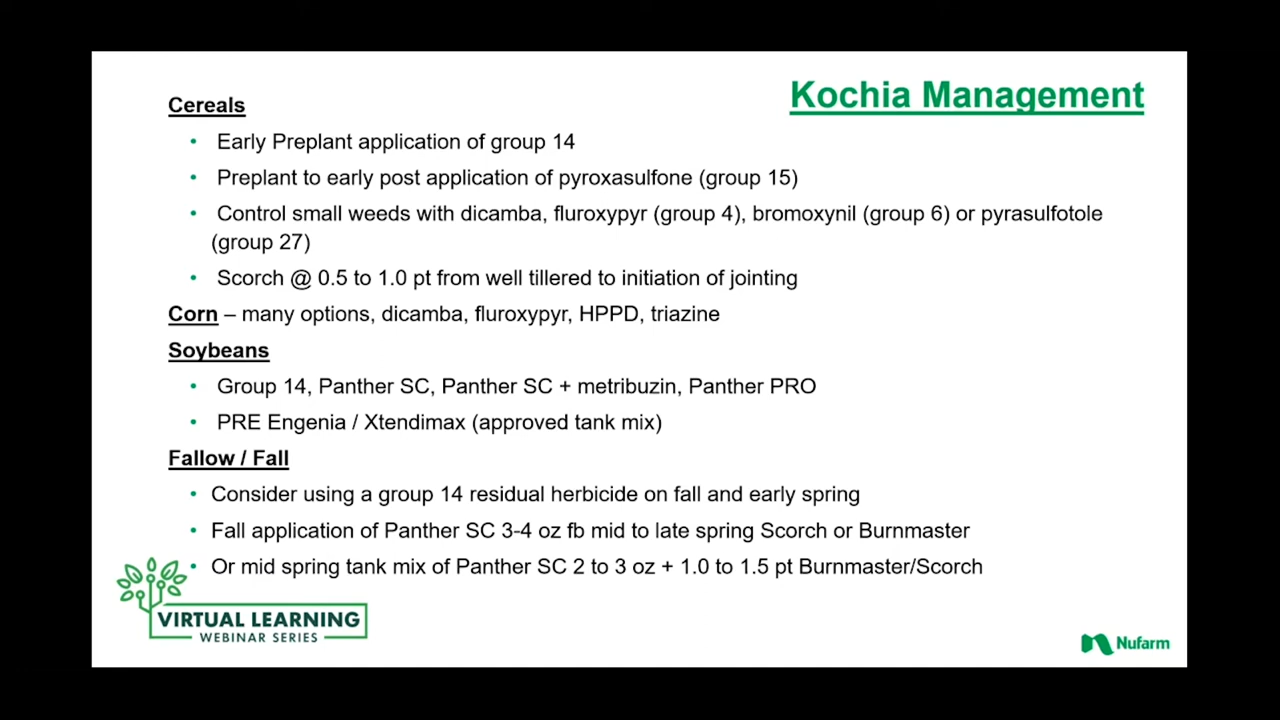 Kochia Management
Cereals
• Early Preplant application of group 14
• Preplant to early post application of pyroxasulfone (group 15)
• Control small weeds with dicamba, fluroxypyr (group 4), bromoxynil (group 6) or pyrasulfotole
(group 27)
• Scorch @ 0.5 to 1.0 pt from well tillered to initiation of jointing
Corn – many options, dicamba, fluroxypyr, HPPD, triazine
Soybeans
• Group 14, Panther SC, Panther SC + metribuzin, Panther PRO
• PRE Engenia / Xtendimax (approved tank mix)
Fallow / Fall
• Consider using a group 14 residual herbicide on fall and early spring
• Fall application of Panther SC 3-4 oz fb mid to late spring Scorch or Burnmaster
• Or mid spring tank mix of Panther SC 2 to 3 oz + 1.0 to 1.5 pt Burnmaster/Scorch
VIRTUAL LEARNING
WEBINAR SERIES
Nufarm